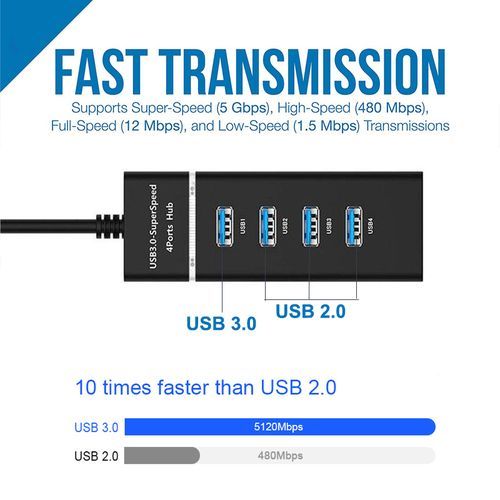 FAST TRANSMISSION
Supports Super-Speed (5 Gbps), High-Speed (480 Mbps),
Full-Speed (12 Mbps), and Low-Speed (1.5 Mbps) Transmissions
USB3.0-SuperSpeed
4Ports Hub
USB1
USB2
USB3
USB4
USB 3.0
USB 2.0
10 times faster than USB 2.0
USB 3.0 5120Mbps
USB 2.0 480Mbps